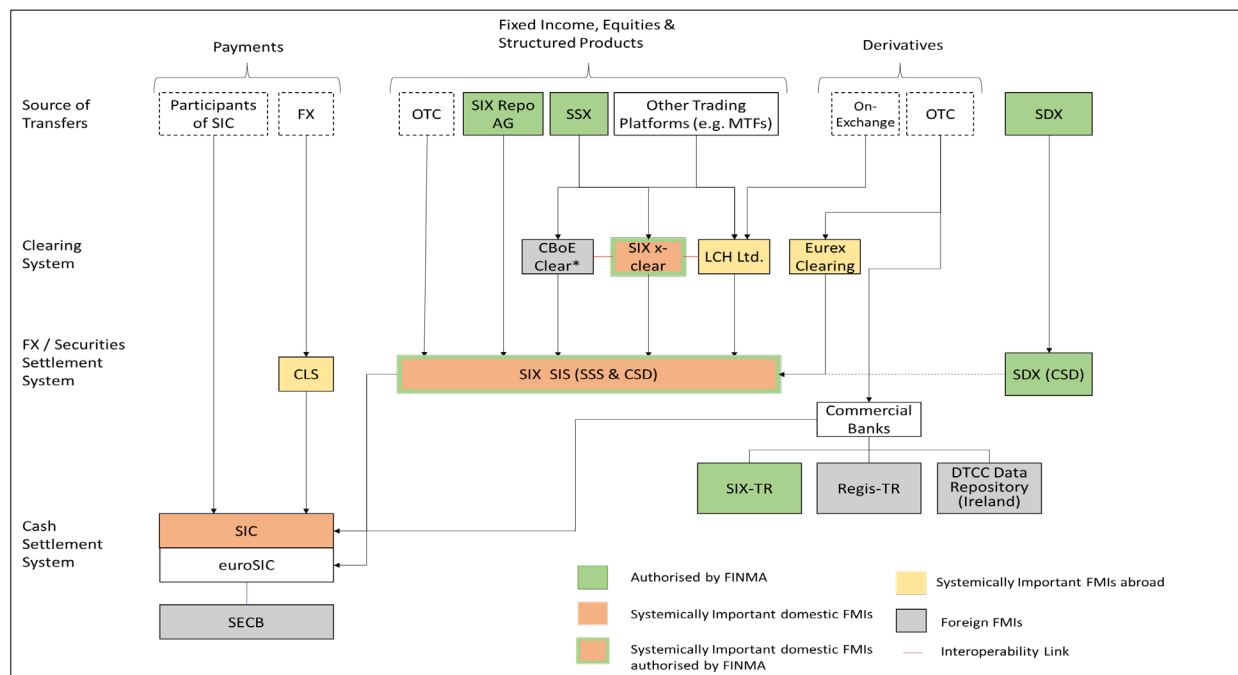 Fixed Income, Equities &
Structured Products
Payments
Derivatives
Source of
Transfers
Participants
of SIC
FX
OTC
SIX Repo
AG
SSX
Other Trading
Platforms (e.g. MTFs)
On-
Exchange
OTC
SDX
Clearing
System
CBoE
Clear*
SIX x-
clear
LCH Ltd.
Eurex
Clearing
FX / Securities
Settlement
System
CLS
SIX SIS (SSS & CSD)
SDX (CSD)
Commercial
Banks
SIX-TR
Regis-TR
DTCC Data
Repository
(Ireland)
Cash
Settlement
System
SIC
euroSIC
SECB
Authorised by FINMA
Systemically Important domestic FMIs
Systemically Important domestic FMIs
authorised by FINMA
Systemically Important FMIs abroad
Foreign FMIs
Interoperability Link